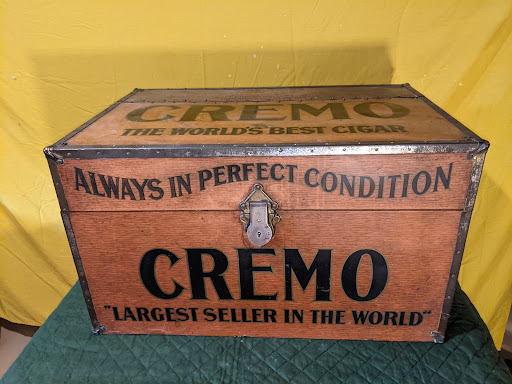 CREMO
THE WORLD'S BEST CIGAR
ALWAYS IN PERFECT CONDITION
CREMO
"LARGEST SELLER IN THE WORLD"